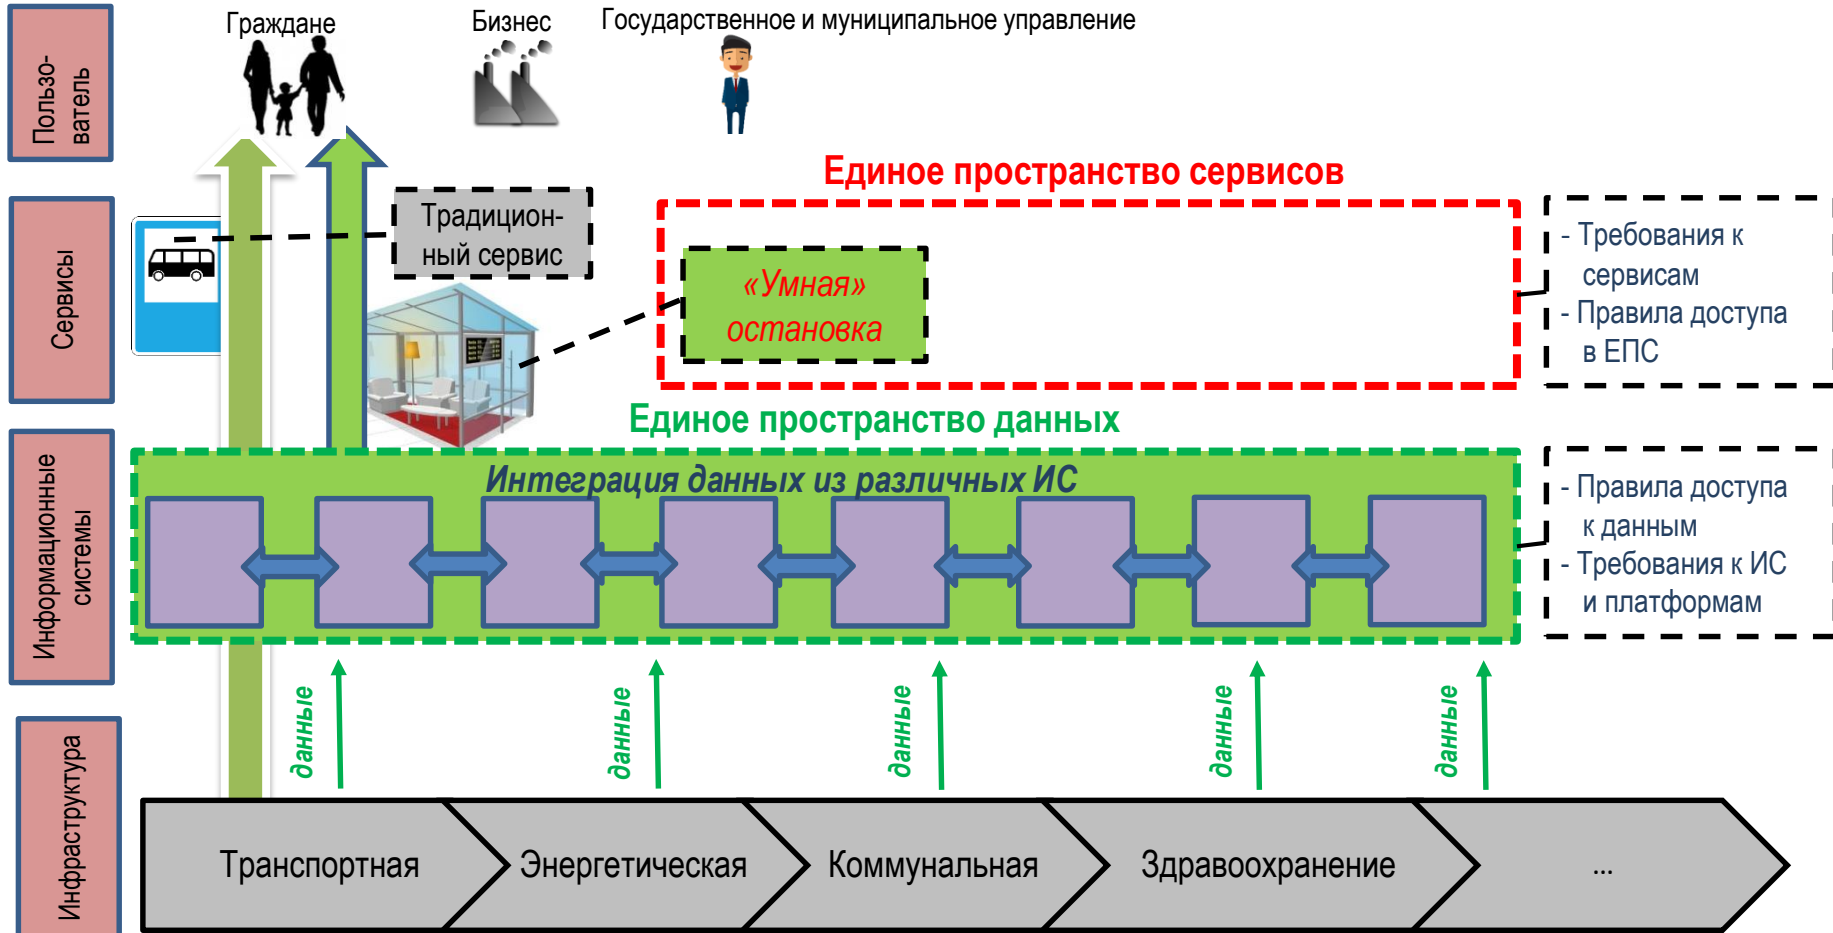 Граждане
Бизнес
Государственное и муниципальное управление
Пользо-
ватель
Единое пространство сервисов
Сервисы
Традицион-
ный сервис
«Умная»
остановка
- Требования к
сервисам
- Правила доступа
в ЕПС
Единое пространство данных
Информационные
системы
Интеграция данных из различных ИС
- Правила доступа
к данным
- Требования к ИС
и платформам
данные
данные
данные
данные
данные
Инфраструктура
Транспортная
Энергетическая
Коммунальная
Здравоохранение
...